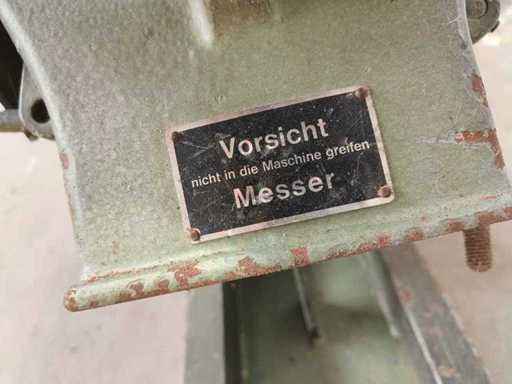 Vorsicht
nicht in die Maschine greifen
Messer